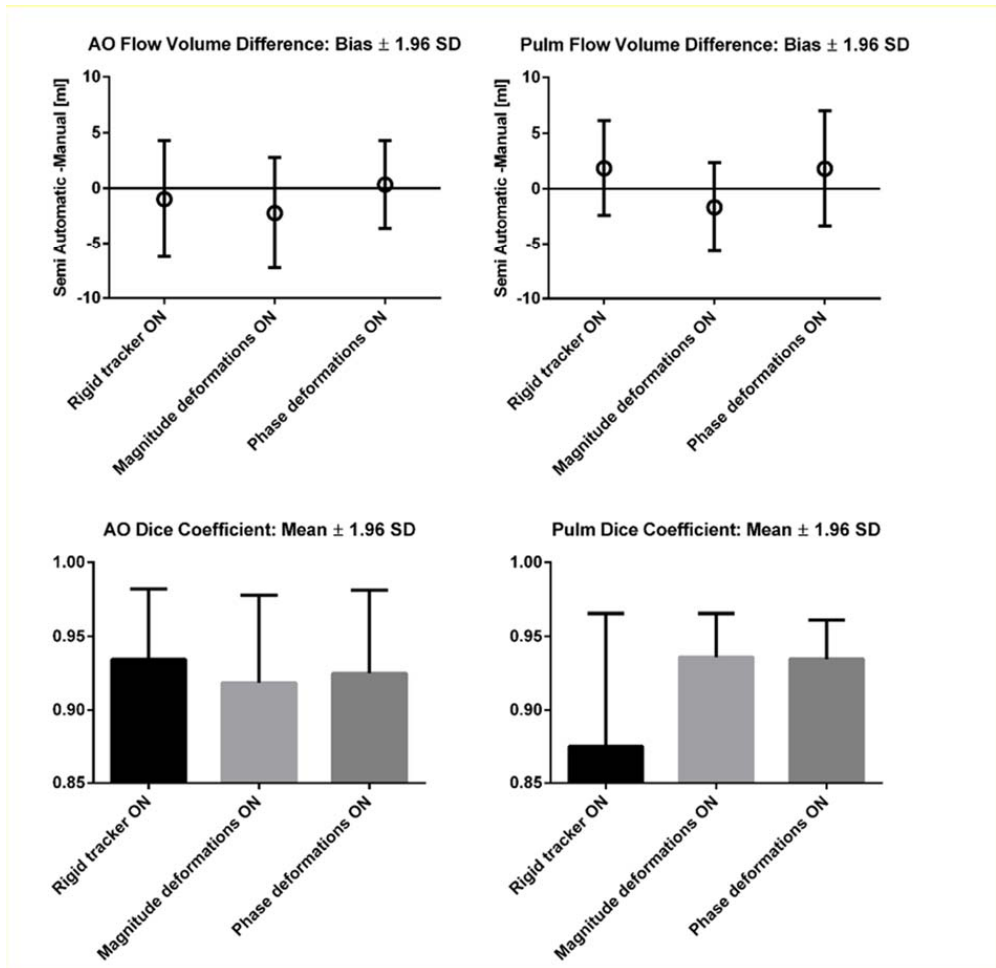 AO Flow Volume Difference: Bias ± 1.96 SD
Semi Automatic -Manual [ml]
10
5
0
-5
-10
Rigid tracker ON
Magnitude deformations ON
Phase deformations ON
Pulm Flow Volume Difference: Bias ± 1.96 SD
10
5
0
-5
-10
Rigid tracker ON
Magnitude deformations ON
Phase deformations ON
AO Dice Coefficient: Mean ± 1.96 SD
1.00
0.95
0.90
0.85
Rigid tracker ON
Magnitude deformations ON
Phase deformations ON
Pulm Dice Coefficient: Mean ± 1.96 SD
1.00
0.95
0.90
0.85
Rigid tracker ON
Magnitude deformations ON
Phase deformations ON